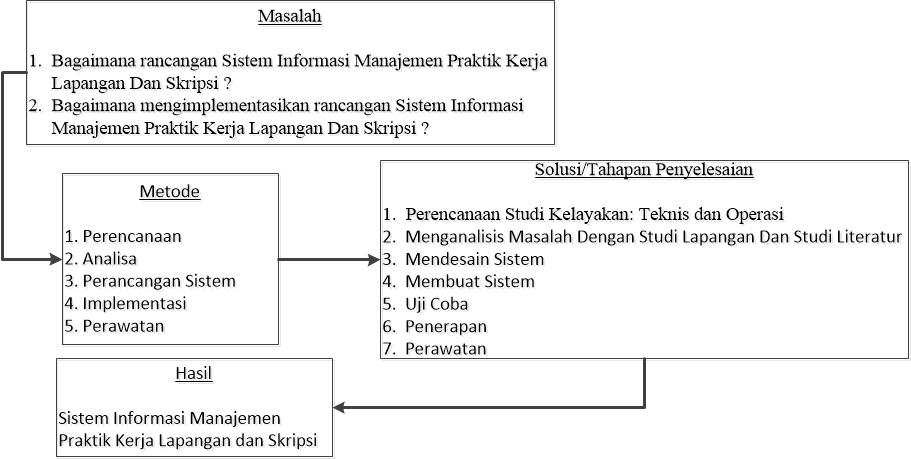 Masalah
1. Bagaimana rancangan Sistem Informasi Manajemen Praktik Kerja
Lapangan Dan Skripsi ?
2. Bagaimana mengimplementasikan rancangan Sistem Informasi
Manajemen Praktik Kerja Lapangan Dan Skripsi ?
Metode
1. Perencanaan
2. Analisa
3. Perancangan Sistem
4. Implementasi
5. Perawatan
Solusi/Tahapan Penyelesaian
1. Perencanaan Studi Kelayakan: Teknis dan Operasi
2. Menganalisis Masalah Dengan Studi Lapangan Dan Studi Literatur
3. Mendesain Sistem
4. Membuat Sistem
5. Uji Coba
6. Penerapan
7. Perawatan
Hasil
Sistem Informasi Manajemen
Praktik Kerja Lapangan dan Skripsi